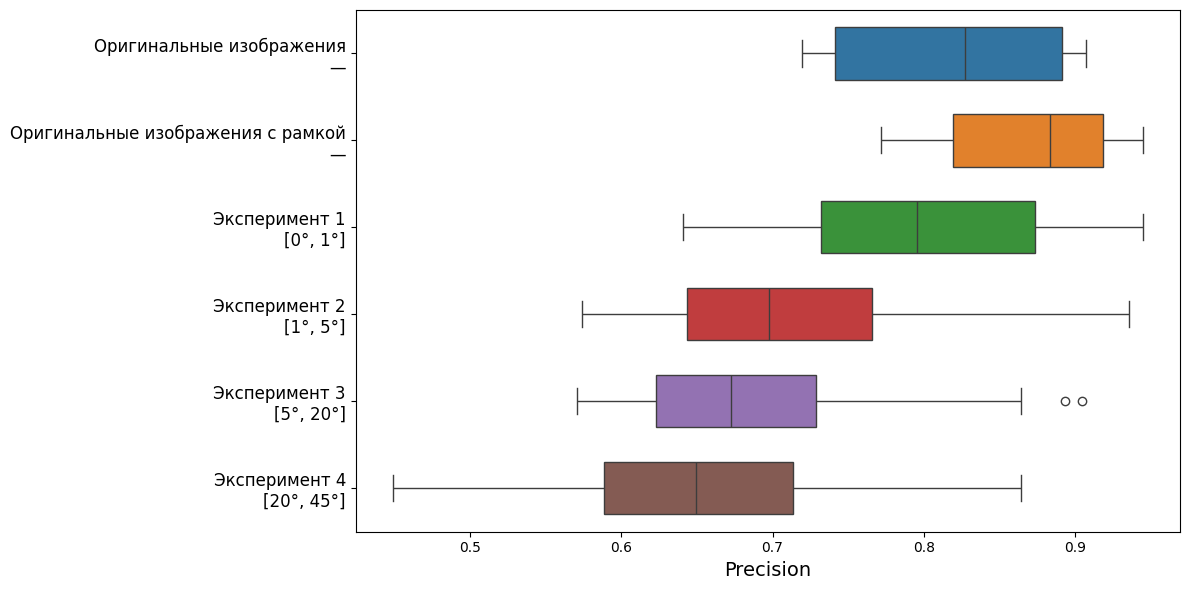 Оригинальные изображения
—
Оригинальные изображения с рамкой
—
Эксперимент 1
[0°, 1°]
Эксперимент 2
[1°, 5°]
Эксперимент 3
[5°, 20°]
Эксперимент 4
[20°, 45°]
0.5 0.6 0.7 0.8 0.9
Precision